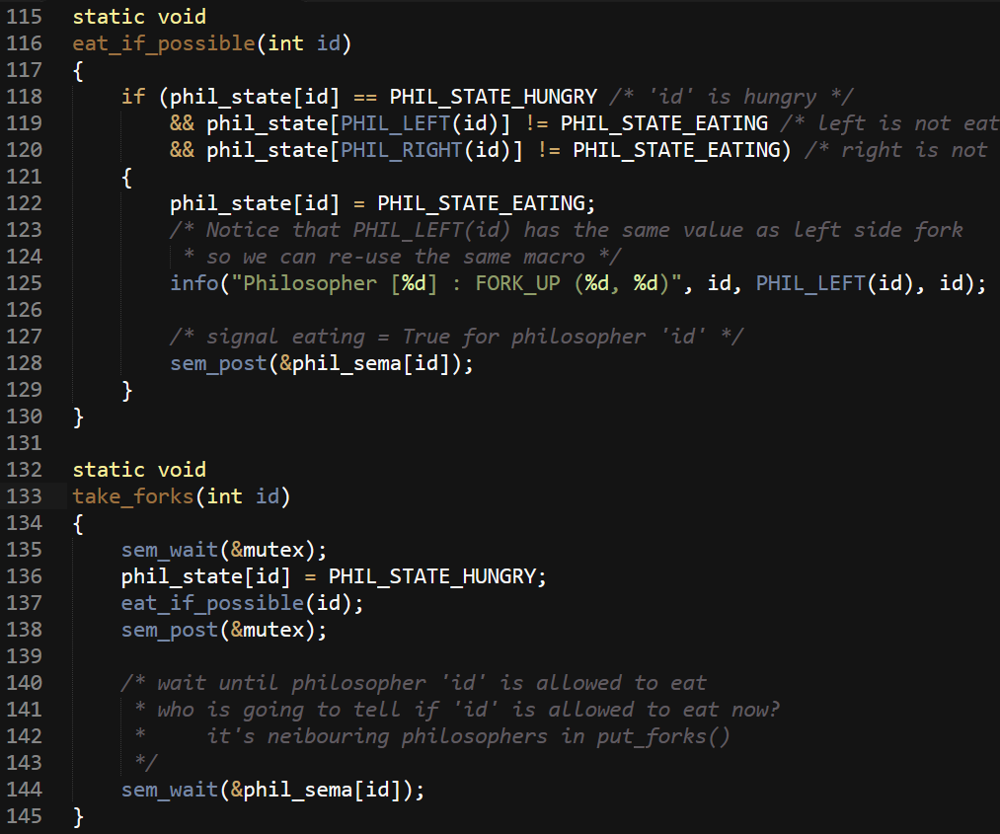 115 static void
116 eat_if_possible(int id)
117 {
118     if (phil_state[id] == PHIL_STATE_HUNGRY /* 'id' is hungry */
119         && phil_state[PHIL_LEFT(id)] != PHIL_STATE_EATING /* left is not eat
120         && phil_state[PHIL_RIGHT(id)] != PHIL_STATE_EATING) /* right is not
121     {
122         phil_state[id] = PHIL_STATE_EATING;
123         /* Notice that PHIL_LEFT(id) has the same value as left side fork
124          * so we can re-use the same macro */
125         info("Philosopher [%d] : FORK_UP (%d, %d)", id, PHIL_LEFT(id), id);
126
127         /* signal eating = True for philosopher 'id' */
128         sem_post(&phil_sema[id]);
129     }
130 }
131
132 static void
133 take_forks(int id)
134 {
135     sem_wait(&mutex);
136     phil_state[id] = PHIL_STATE_HUNGRY;
137     eat_if_possible(id);
138     sem_post(&mutex);
139
140     /* wait until philosopher 'id' is allowed to eat
141      * who is going to tell if 'id' is allowed to eat now?
142      *     it's neibouring philosophers in put_forks()
143      */
144     sem_wait(&phil_sema[id]);
145 }